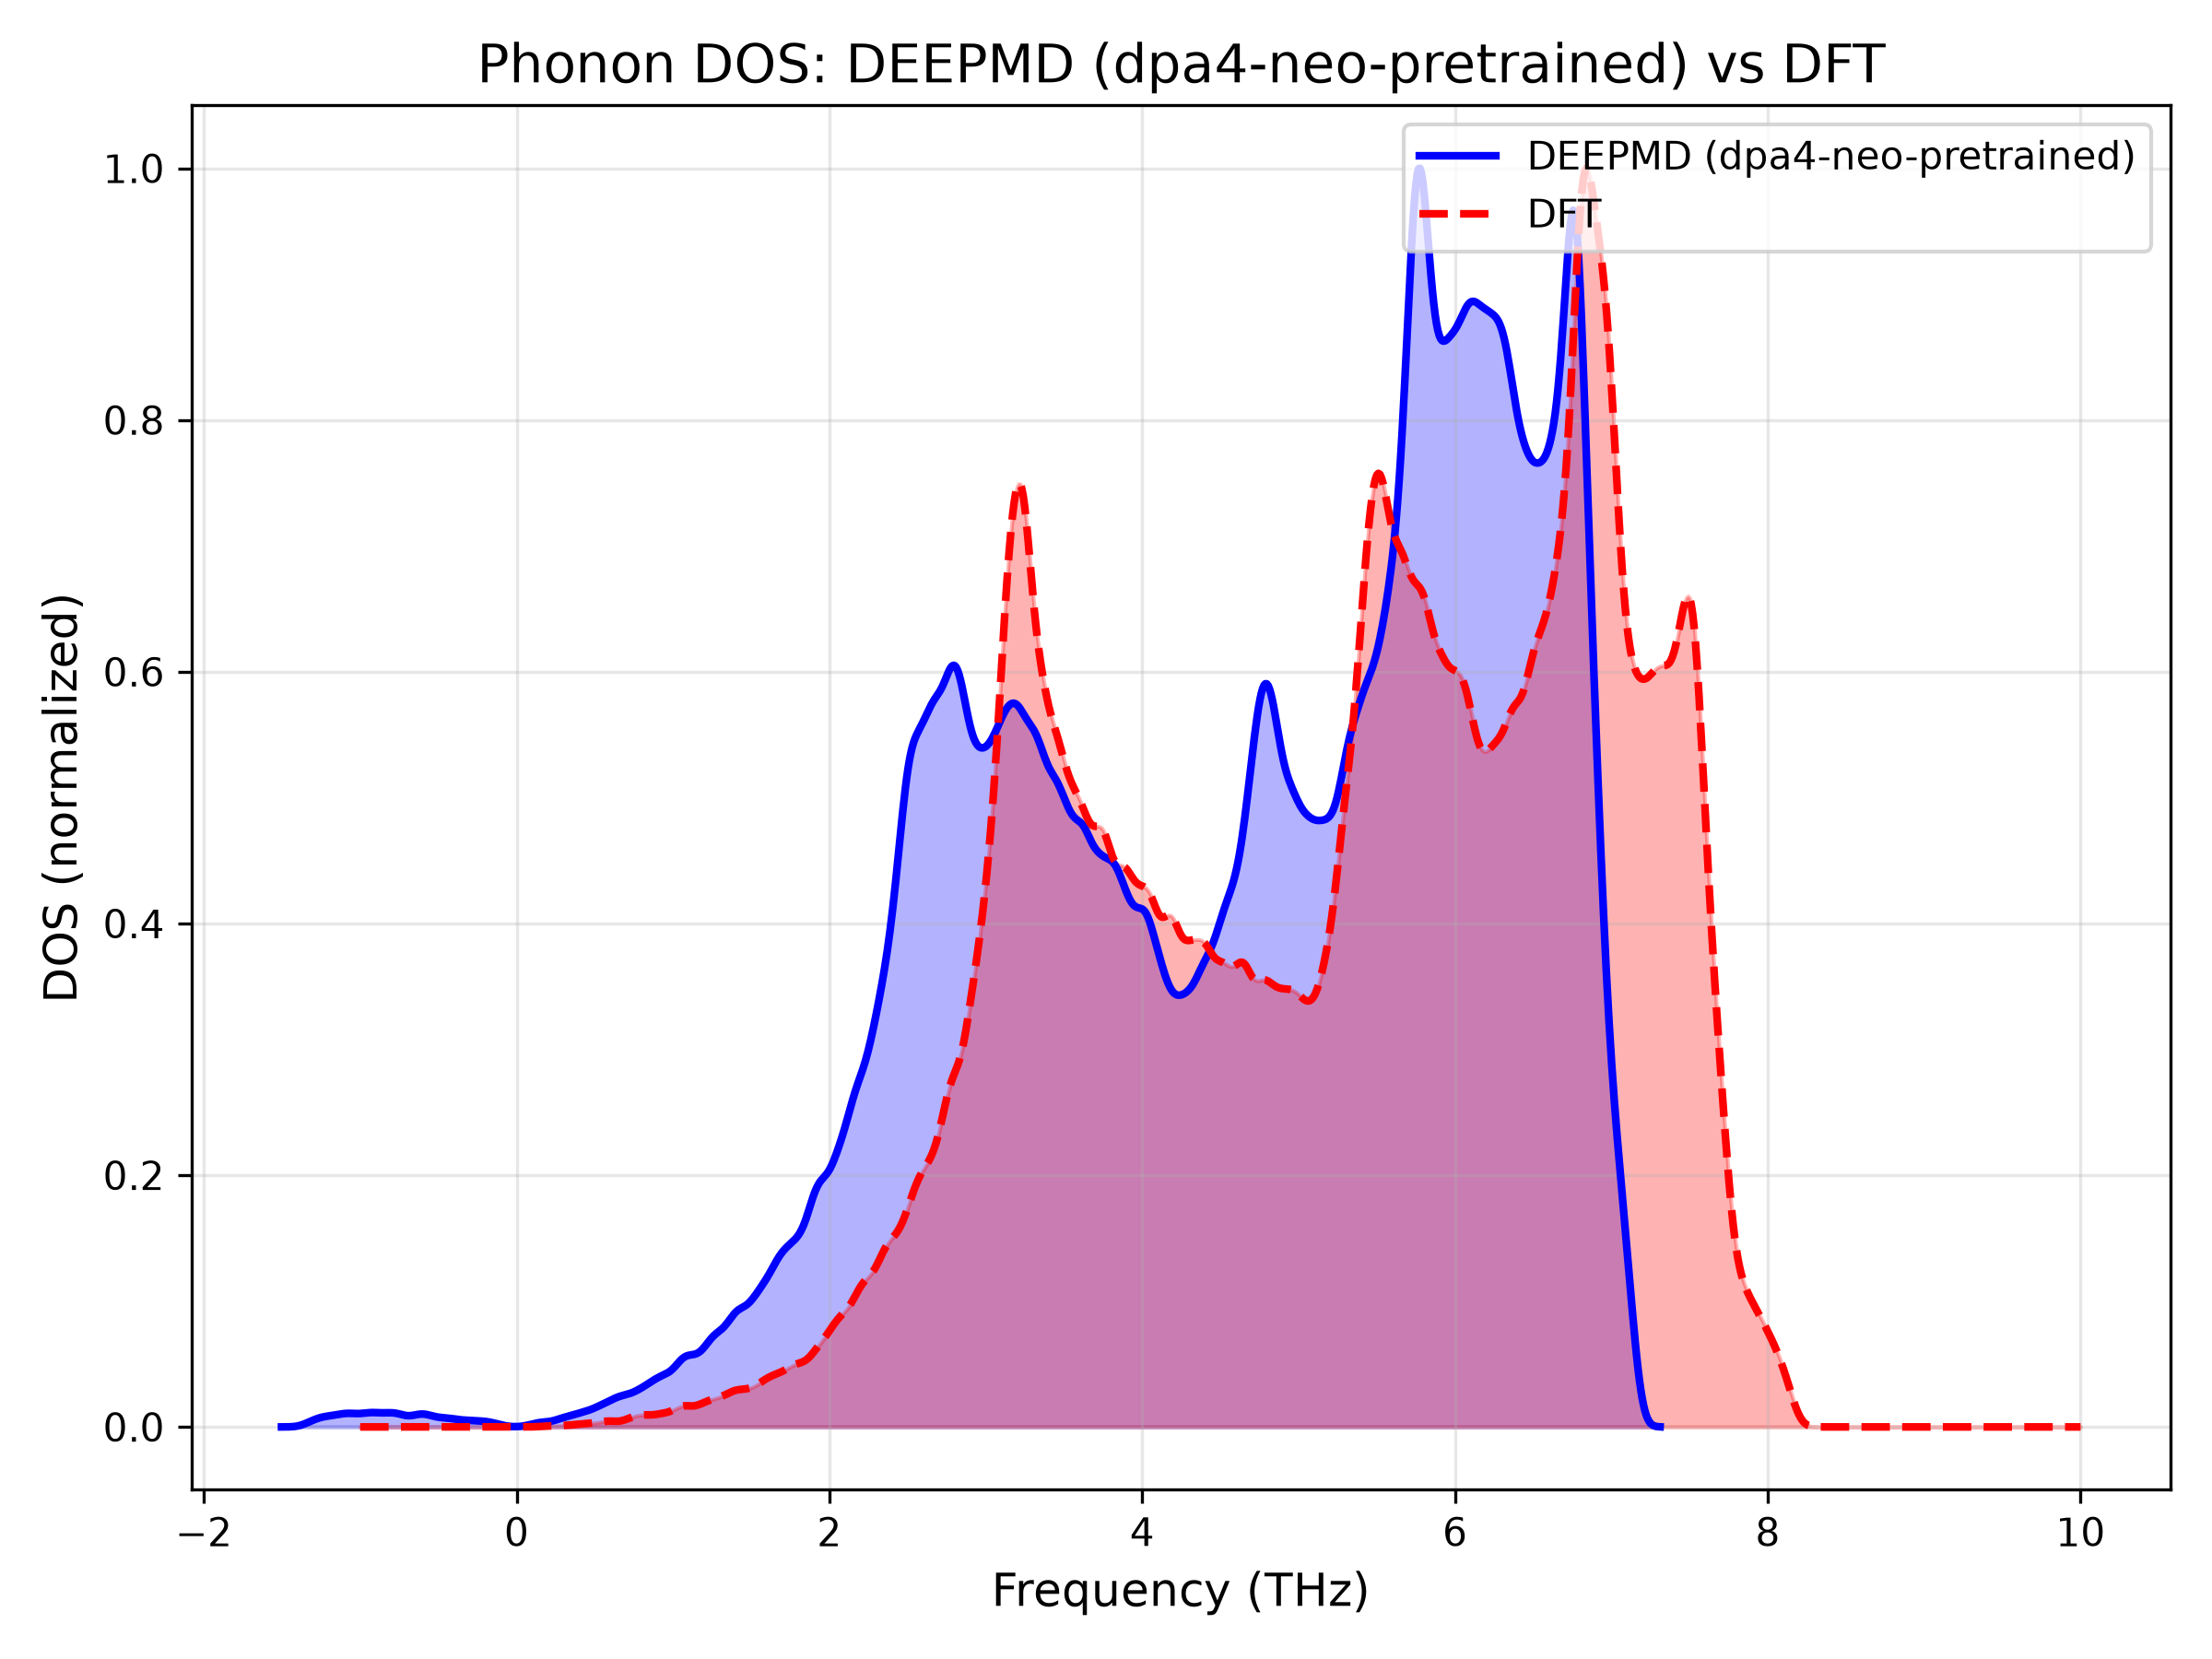 Phonon DOS: DEEPMD (dpa4-neo-pretrained) vs DFT
DEEPMD (dpa4-neo-pretrained)
DFT
DOS (normalized)
1.0
0.8
0.6
0.4
0.2
0.0
−2 0 2 4 6 8 10
Frequency (THz)